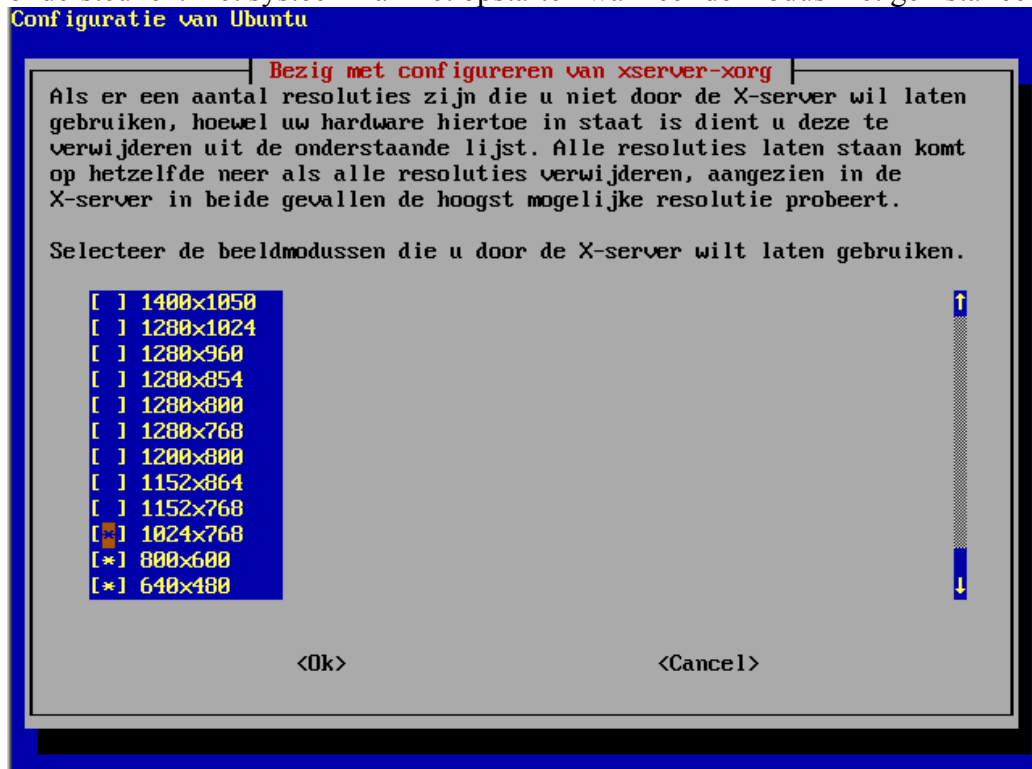 Configuratie van Ubuntu
Bezig met configureren van xserver-xorg
Als er een aantal resoluties zijn die u niet door de X-server wil laten
gebruiken, hoewel uw hardware hiertoe in staat is dient u deze te
verwijderen uit de onderstaande lijst. Alle resoluties laten staan komt
op hetzelfde neer als alle resoluties verwijderen, aangezien in de
X-server in beide gevallen de hoogst mogelijke resolutie probeert.
Selecteer de beeldmodussen die u door de X-server wilt laten gebruiken.
[ ] 1400x1050
[ ] 1280x1024
[ ] 1280x960
[ ] 1280x854
[ ] 1280x800
[ ] 1280x768
[ ] 1200x800
[ ] 1152x864
[ ] 1152x768
[*] 1024x768
[*] 800x600
[*] 640x480
<Ok> <Cancel>